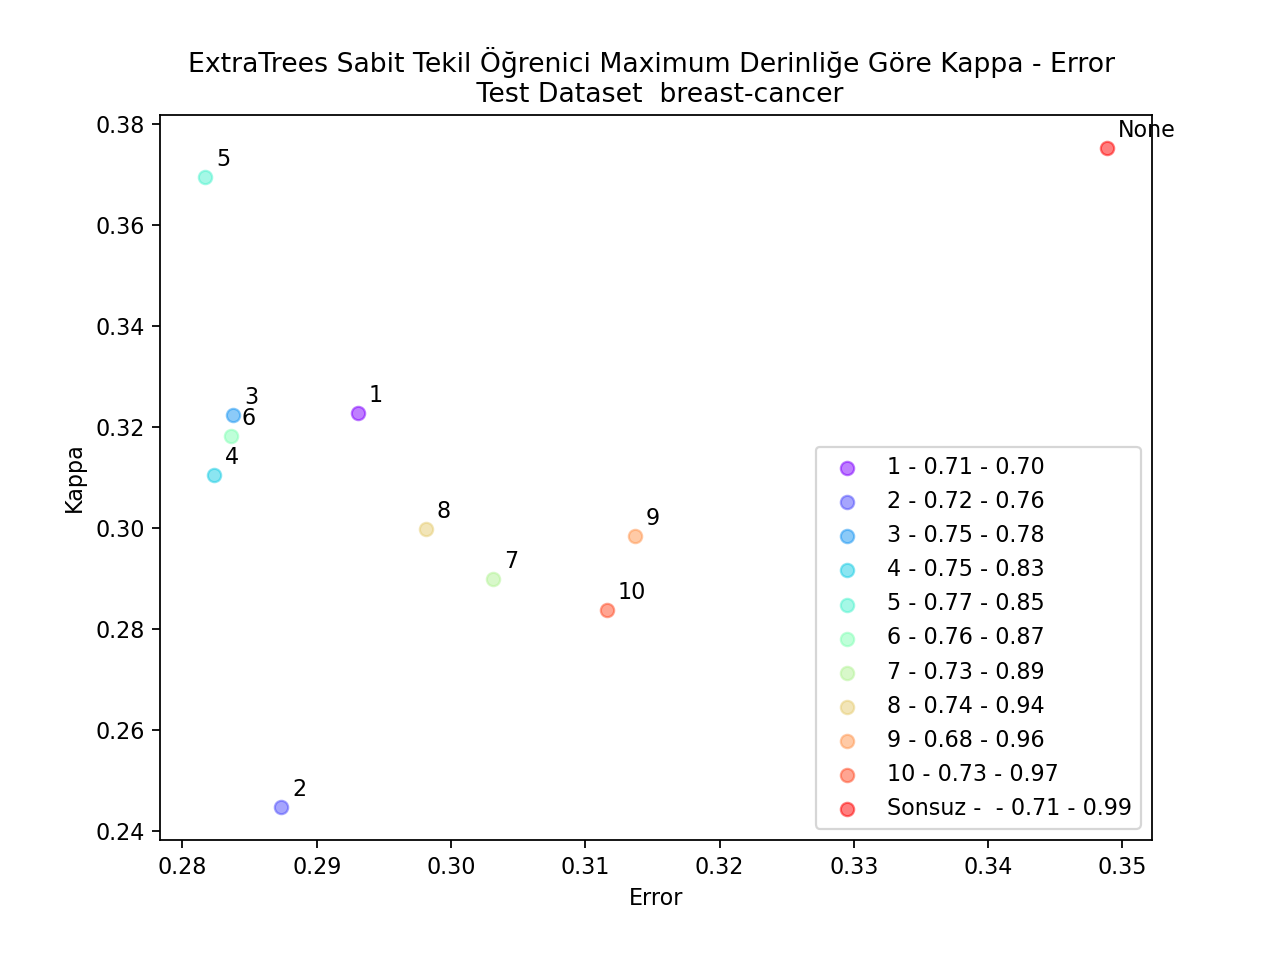 ExtraTrees Sabit Tekil Öğrenici Maximum Derinliğe Göre Kappa - Error
Test Dataset  breast-cancer
0.38
0.36
0.34
0.32
0.30
0.28
0.26
0.24
Kappa
None
5
3
1
6
4
8
9
7
10
2
1 - 0.71 - 0.70
2 - 0.72 - 0.76
3 - 0.75 - 0.78
4 - 0.75 - 0.83
5 - 0.77 - 0.85
6 - 0.76 - 0.87
7 - 0.73 - 0.89
8 - 0.74 - 0.94
9 - 0.68 - 0.96
10 - 0.73 - 0.97
Sonsuz -  - 0.71 - 0.99
0.28 0.29 0.30 0.31 0.32 0.33 0.34 0.35
Error